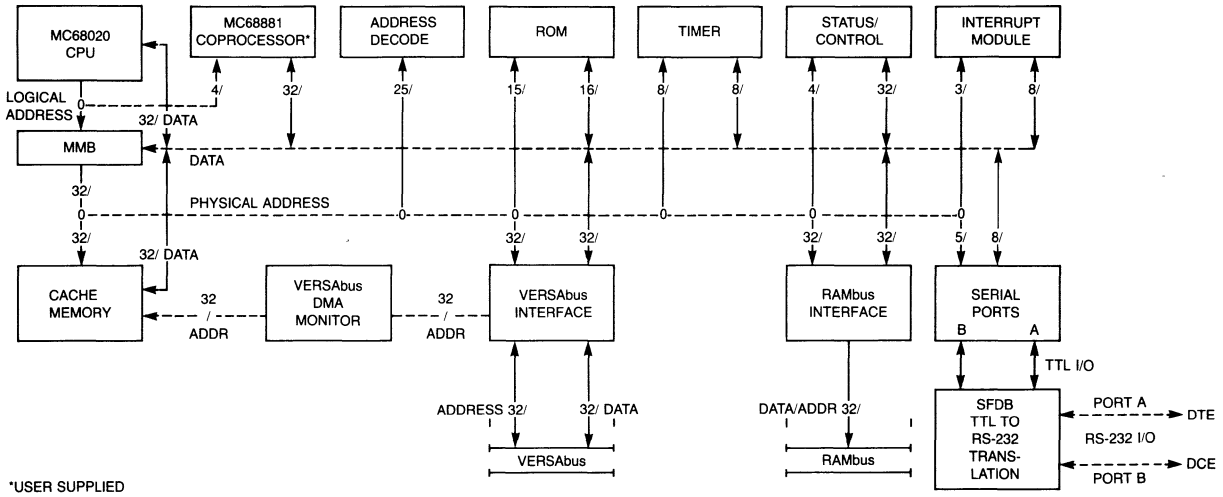 MC68020
CPU
MC68881
COPROCESSOR*
ADDRESS
DECODE
ROM
TIMER
STATUS/
CONTROL
INTERRUPT
MODULE
LOGICAL
ADDRESS
0
4/
32/
25/
15/
16/
8/
8/
4/
32/
3/
8/
32/ DATA
MMB
DATA
32/
PHYSICAL ADDRESS
0
0
0
0
0
0
32/
32/ DATA
32/
32/
32/
32/
5/
8/
CACHE
MEMORY
32
/
ADDR
VERSAbus
DMA
MONITOR
32
/
ADDR
VERSAbus
INTERFACE
RAMbus
INTERFACE
SERIAL
PORTS
B A
TTL I/O
ADDRESS 32/
32/ DATA
DATA/ADDR 32/
VERSAbus
RAMbus
SFDB
TTL TO
RS-232
TRANS-
LATION
PORT A
DTE
RS-232 I/O
DCE
PORT B
*USER SUPPLIED